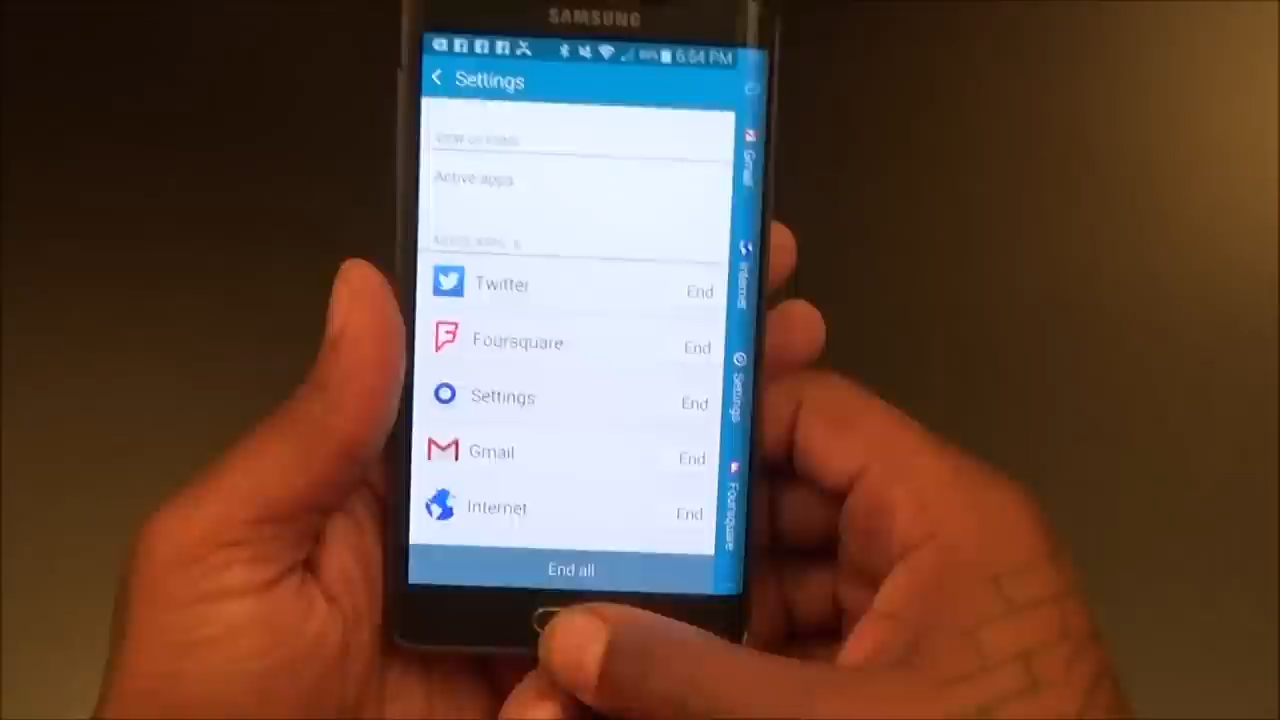 SAMSUNG
6:54 PM
Settings
Active apps
Twitter
End
Foursquare
End
Settings
End
Gmail
End
Internet
End
End all
Gmail
Internet
Settings
Foursquare